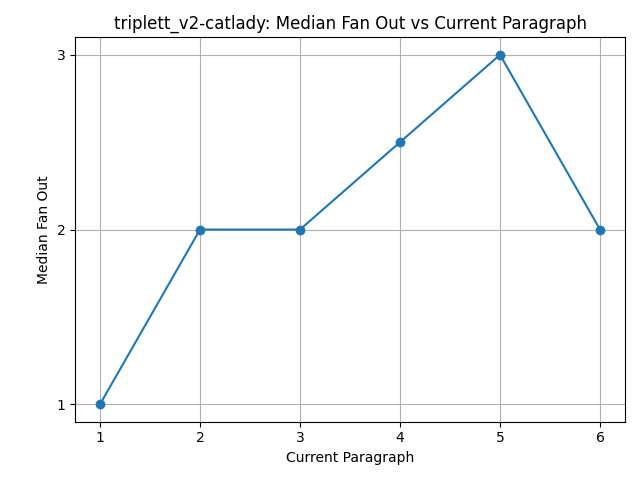 triplett_v2-catlady: Median Fan Out vs Current Paragraph
3
2
1
Median Fan Out
1 2 3 4 5 6
Current Paragraph